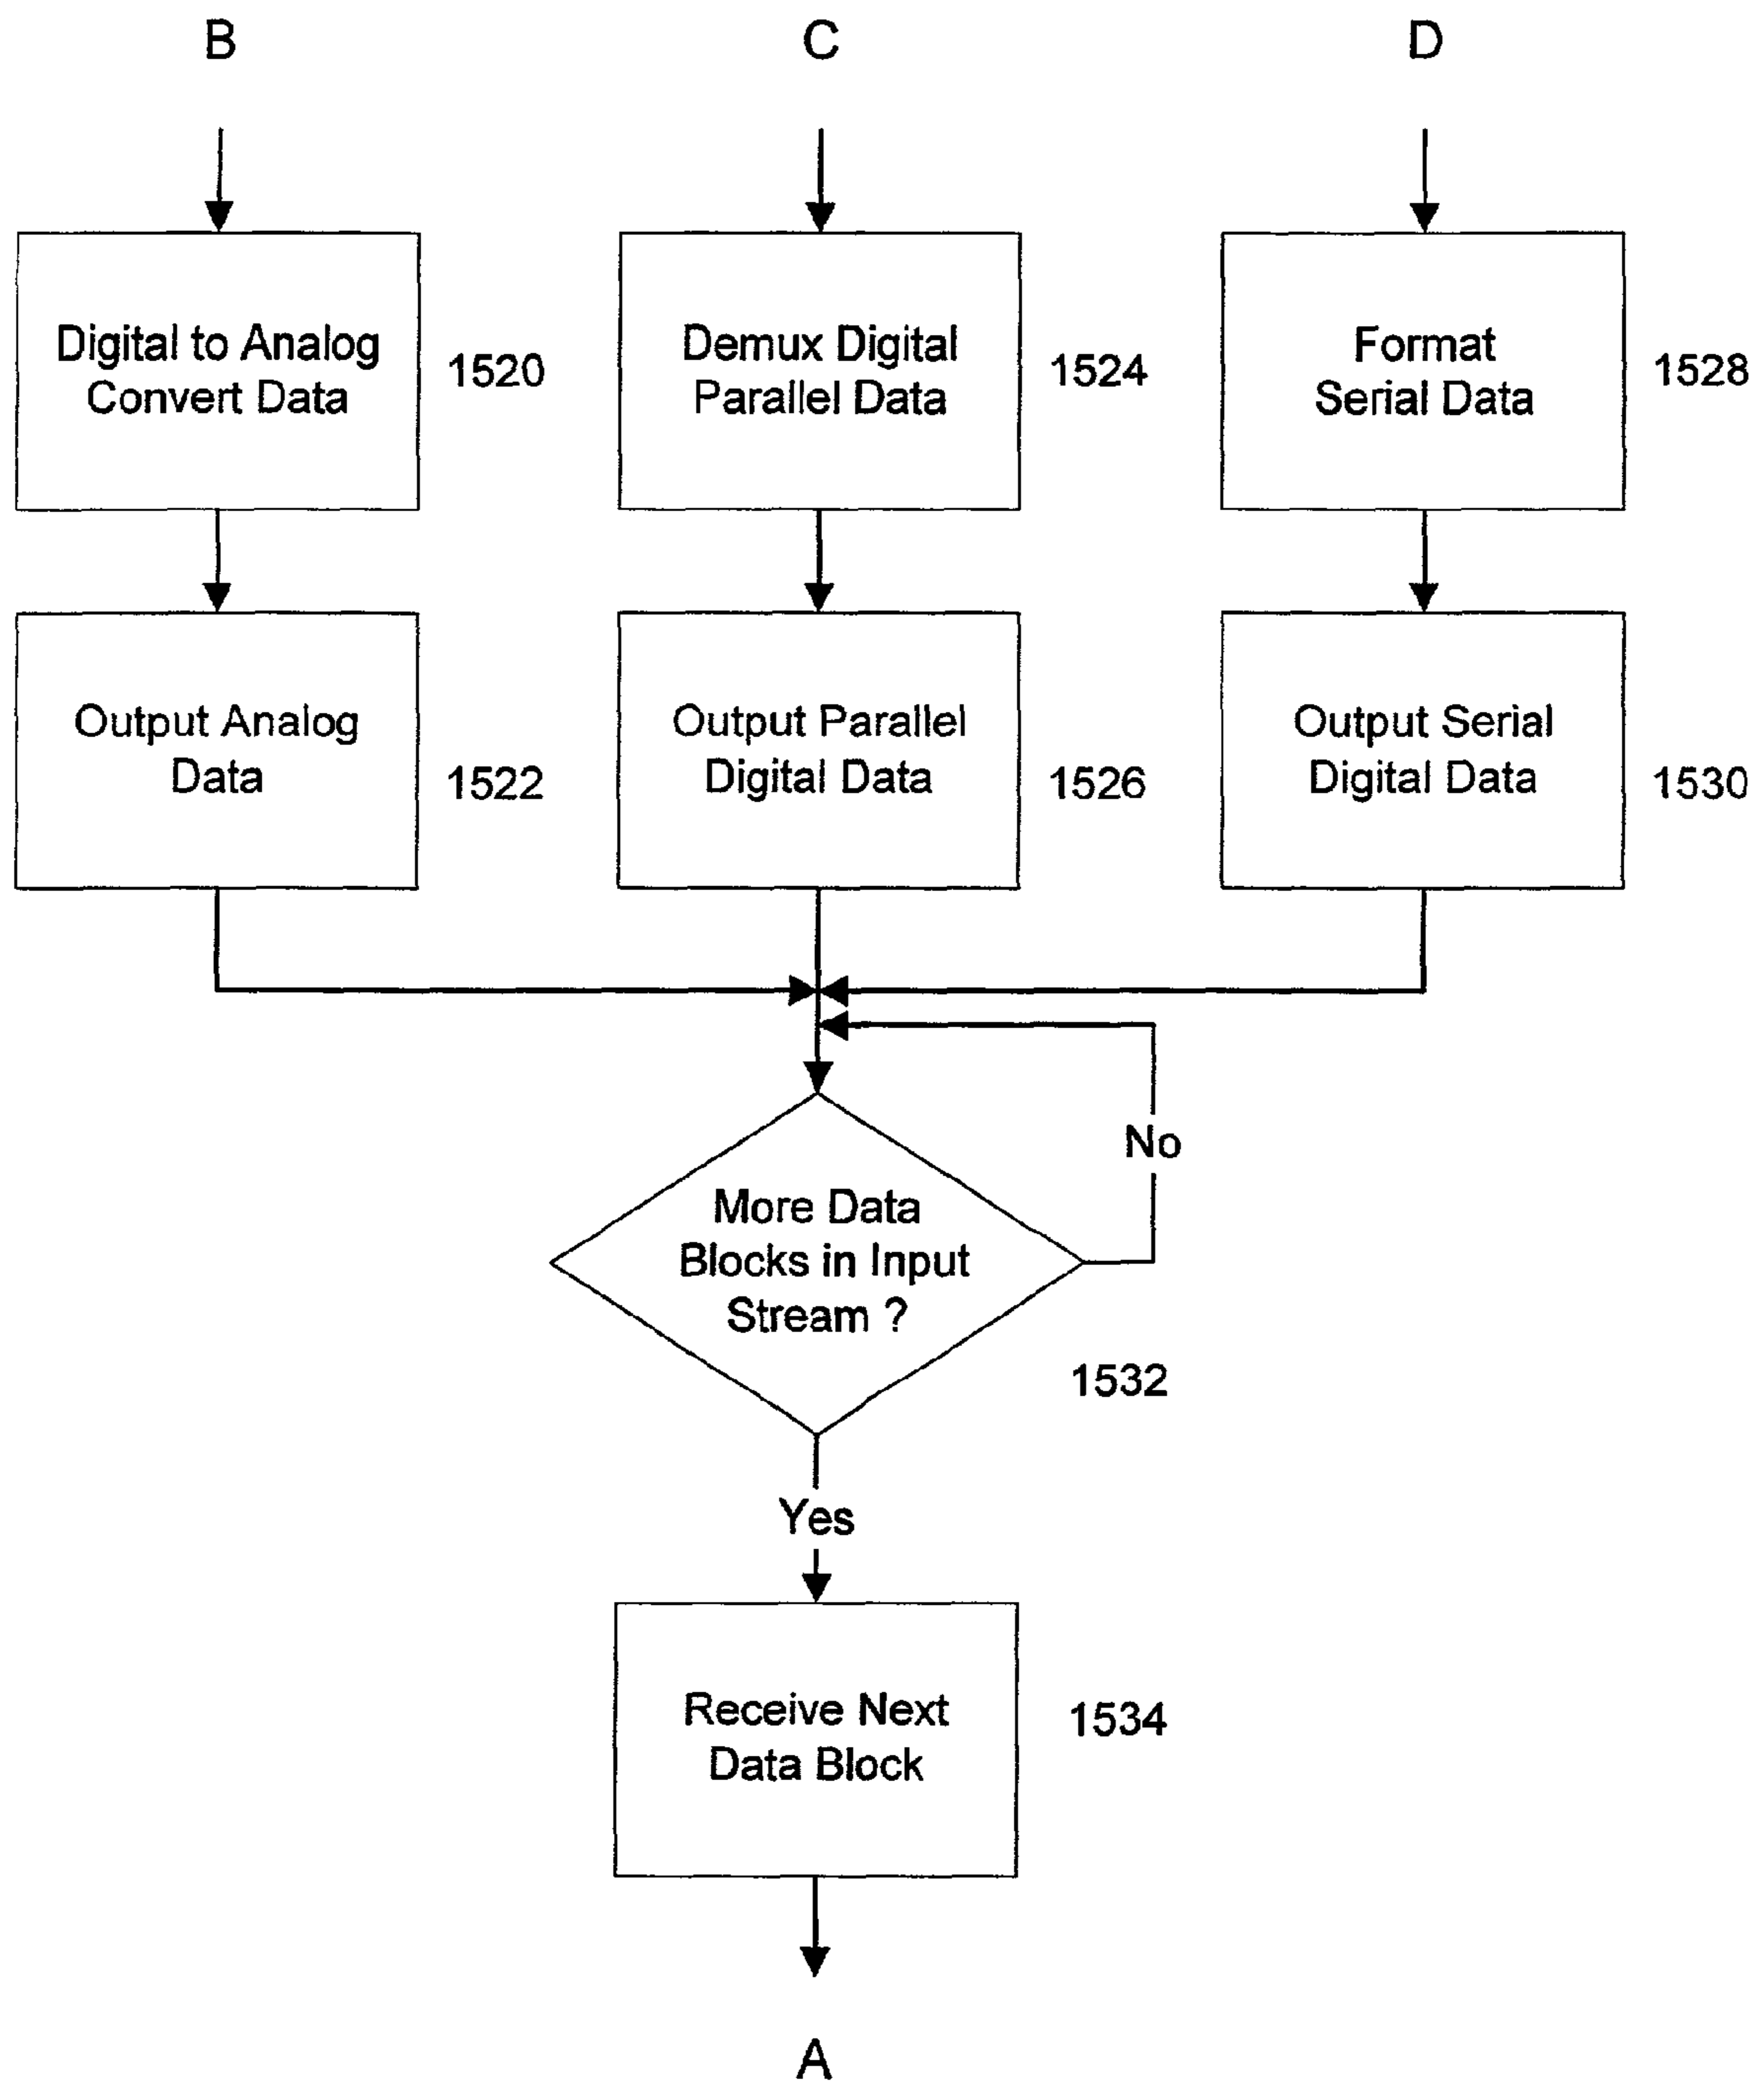 B
C
D
Digital to Analog
Convert Data
1520
Demux Digital
Parallel Data
1524
Format
Serial Data
1528
Output Analog
Data
1522
Output Parallel
Digital Data
1526
Output Serial
Digital Data
1530
No
More Data
Blocks in Input
Stream ?
1532
Yes
Receive Next
Data Block
1534
A